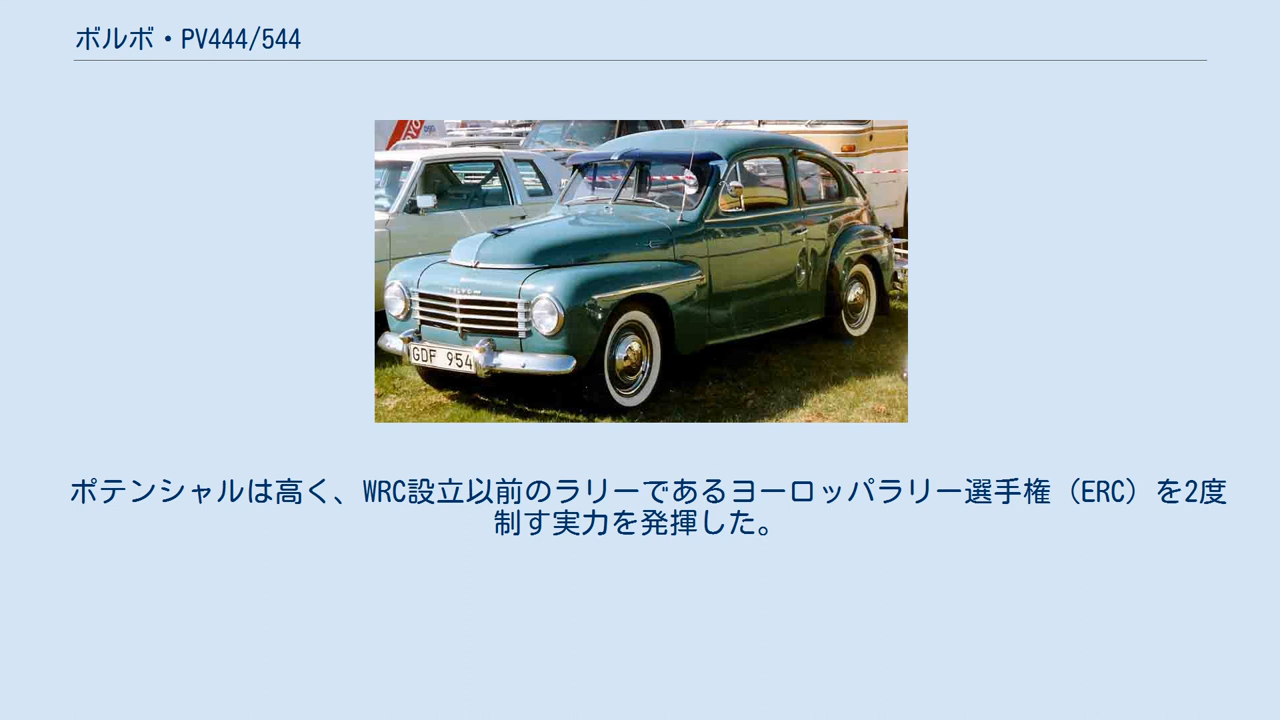 ボルボ・PV444/544
GDF 954
ポテンシャルは高く、WRC設立以前のラリーであるヨーロッパラリー選手権（ERC）を2度
制す実力を発揮した。